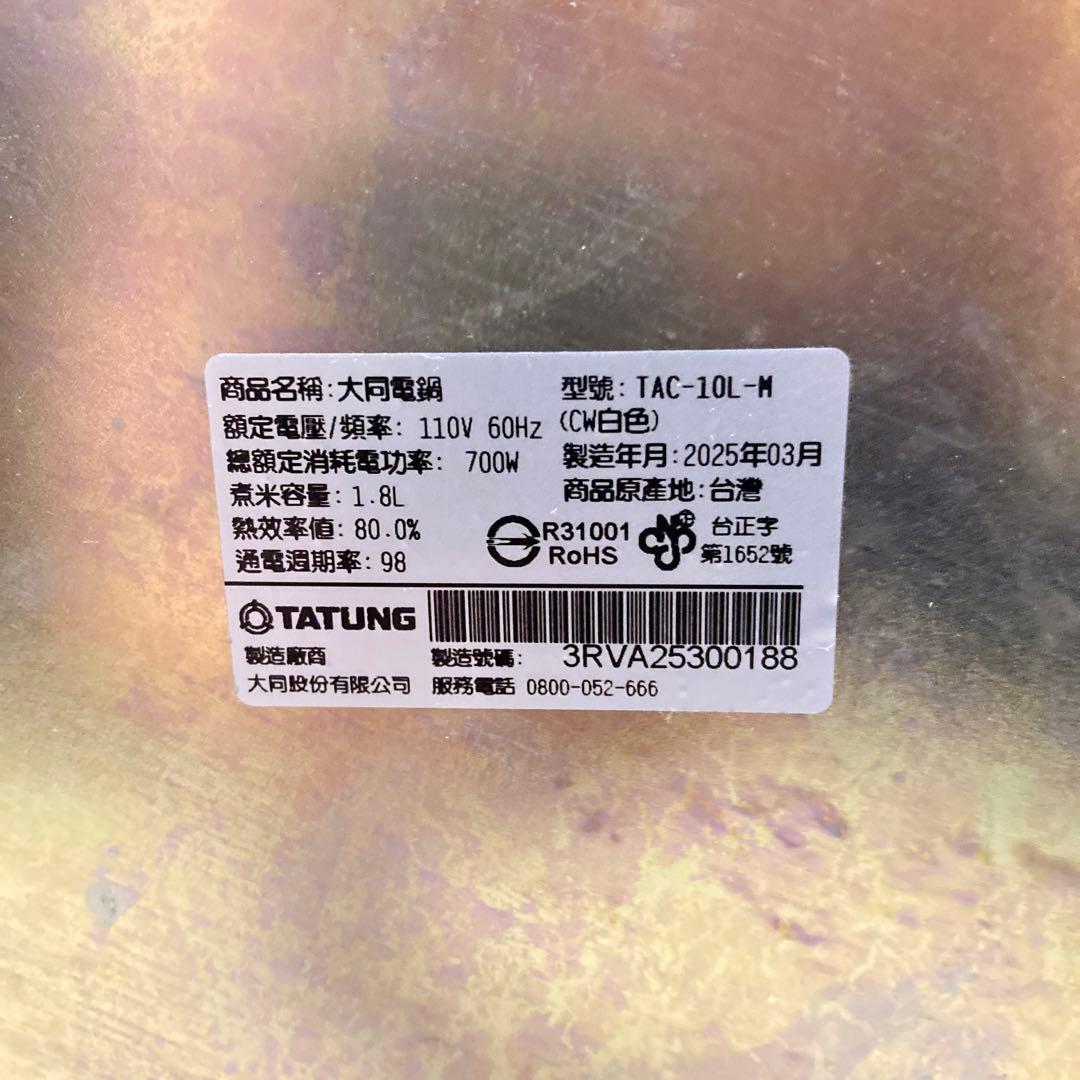 商品名稱:大同電鍋
型號:TAC-10L-M
(CW白色)
額定電壓/頻率: 110V 60Hz
製造年月:2025年03月
總額定消耗電功率: 700W
商品原產地:台灣
煮米容量:1.8L
熱效率值:80.0%
通電週期率:98
R31001
RoHS
台正字
第1652號
TATUNG
製造廠商
大同股份有限公司
製造號碼: 3RVA25300188
服務電話 0800-052-666